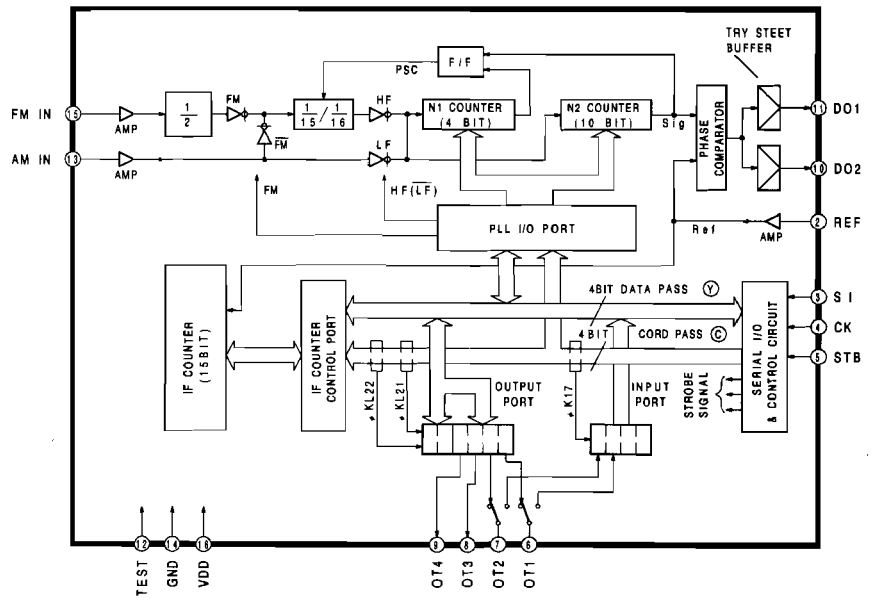 TRY STEET
BUFFER
PSC
F/F
FM IN
15
AMP
1/2
FM
FM
1/15 / 1/16
HF
LF
N1 COUNTER
(4 BIT)
N2 COUNTER
(10 BIT)
Sig
PHASE
COMPARATOR
11
DO1
10
DO2
AM IN
13
AMP
FM
HF(LF)
PLL I/O PORT
Ref
AMP
2
REF
IF COUNTER
(15BIT)
IF COUNTER
CONTROL PORT
4BIT DATA PASS Y
4BIT CORD PASS C
SERIAL I/O
& CONTROL CIRCUIT
3
SI
4
CK
5
STB
STROBE
SIGNAL
KL22
KL21
OUTPUT
PORT
K17
INPUT
PORT
12
14
16
9
8
7
6
TEST
GND
VDD
OT4
OT3
OT2
OT1